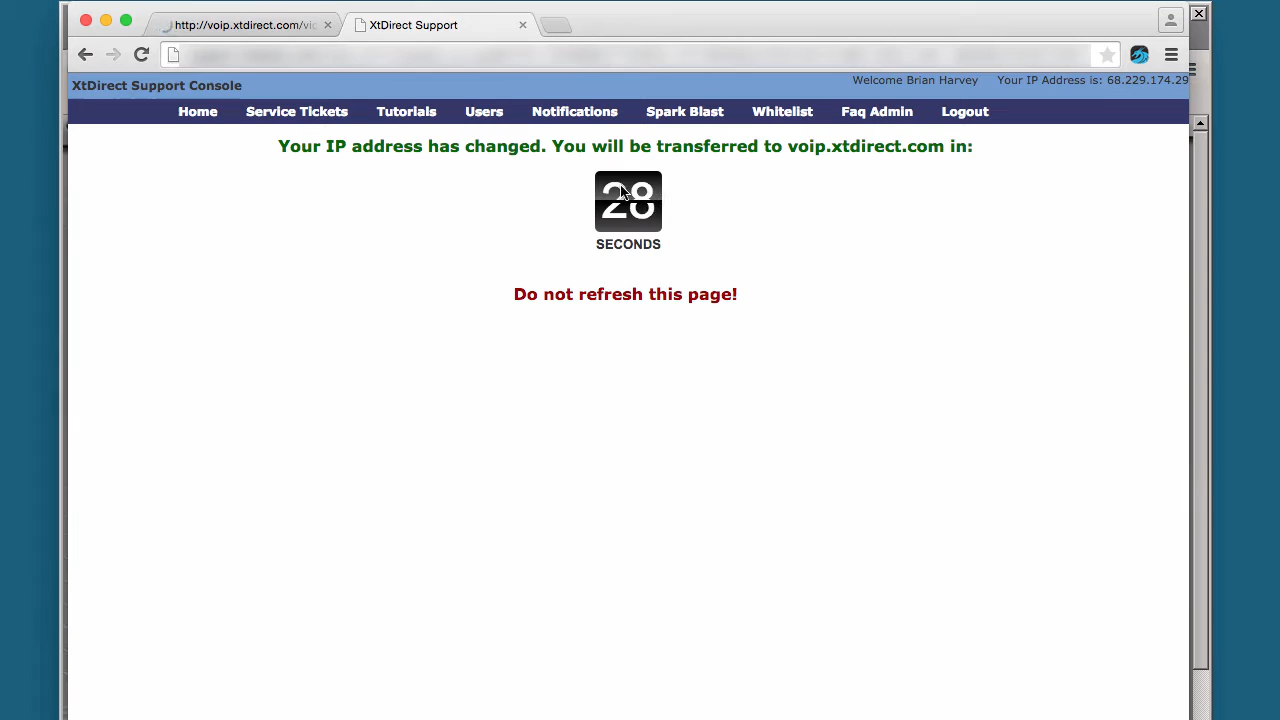 http://voip.xtdirect.com/vic
XtDirect Support
XtDirect Support Console
Welcome Brian Harvey
Your IP Address is: 68.229.174.29
Home
Service Tickets
Tutorials
Users
Notifications
Spark Blast
Whitelist
Faq Admin
Logout
Your IP address has changed. You will be transferred to voip.xtdirect.com in:
28
SECONDS
Do not refresh this page!